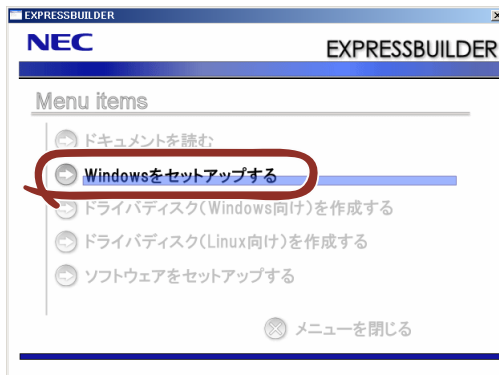 EXPRESSBUILDER
NEC
EXPRESSBUILDER
Menu items
ドキュメントを読む
Windowsをセットアップする
ドライバディスク(Windows向け)を作成する
ドライバディスク(Linux向け)を作成する
ソフトウェアをセットアップする
メニューを閉じる